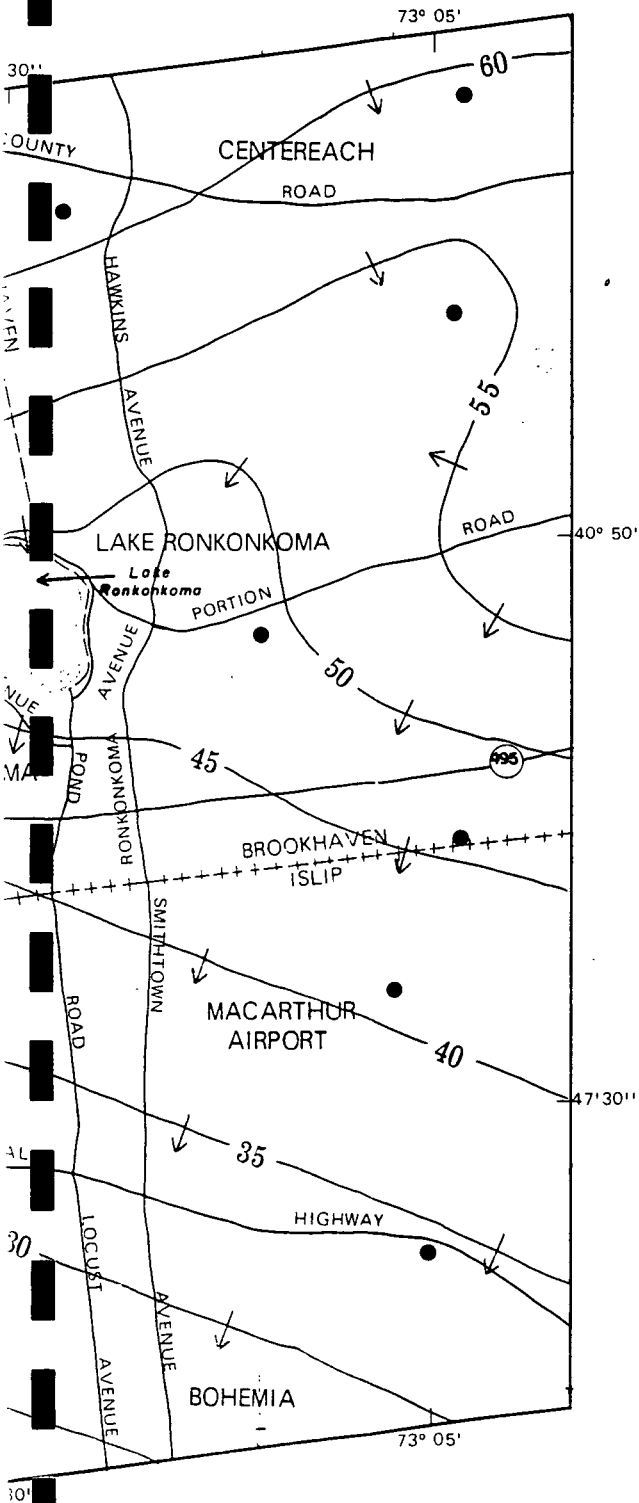 73° 05'
30''
60
COUNTY
CENTEREACH
ROAD
HAWKINS
AVENUE
55
ROAD
40° 50'
LAKE RONKONKOMA
Lake
Ronkonkoma
PORTION
AVENUE
50
45
495
POND
RONKONKOMA
BROOKHAVEN
ISLIP
SMITHTOWN
MACARTHUR
AIRPORT
ROAD
40
47'30''
35
HIGHWAY
30
LOCUST
AVENUE
BOHEMIA
AVENUE
73° 05'